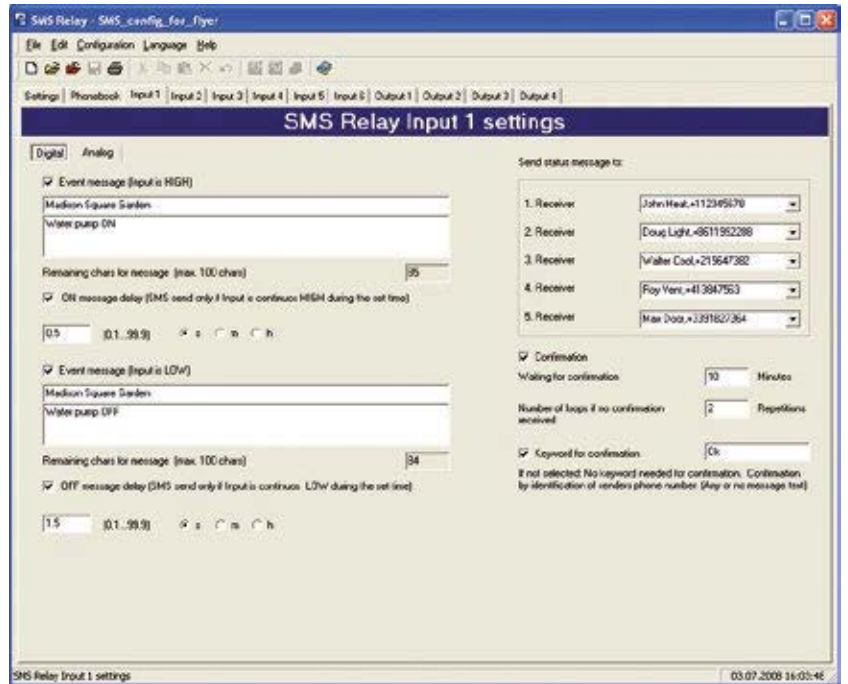 SMS Relay - SMS_config_for_flyer
File Edit Configuration Language Help
Settings Phonebook Input 1 Input 2 Input 3 Input 4 Input 5 Input 6 Output 1 Output 2 Output 3 Output 4
SMS Relay Input 1 settings
Digital Analog
Event message (Input is HIGH)
Madison Square Garden
Water pump ON
Remaining chars for message (max. 100 chars) 85
ON message delay (SMS send only if Input is continuos HIGH during the set time)
0.5 (0.1...99.9) s m h
Event message (Input is LOW)
Madison Square Garden
Water pump OFF
Remaining chars for message (max. 100 chars) 84
OFF message delay (SMS send only if Input is continuos LOW during the set time)
1.5 (0.1...99.9) s m h
Send status message to:
1. Receiver John Heat,+112345678
2. Receiver Doug Light,+8611992288
3. Receiver Walter Cool,+219647382
4. Receiver Roy Vent,+413847563
5. Receiver Max Door,+3391827364
Confirmation
Waiting for confirmation 10 Minutes
Number of loops if no confirmation 2 Repetitions
received
Keyword for confirmation Ok
If not selected: No keyword needed for confirmation. Confirmation
by identification of senders phone number. (Any or no message text)
SMS Relay Input 1 settings 03.07.2008 16:03:46